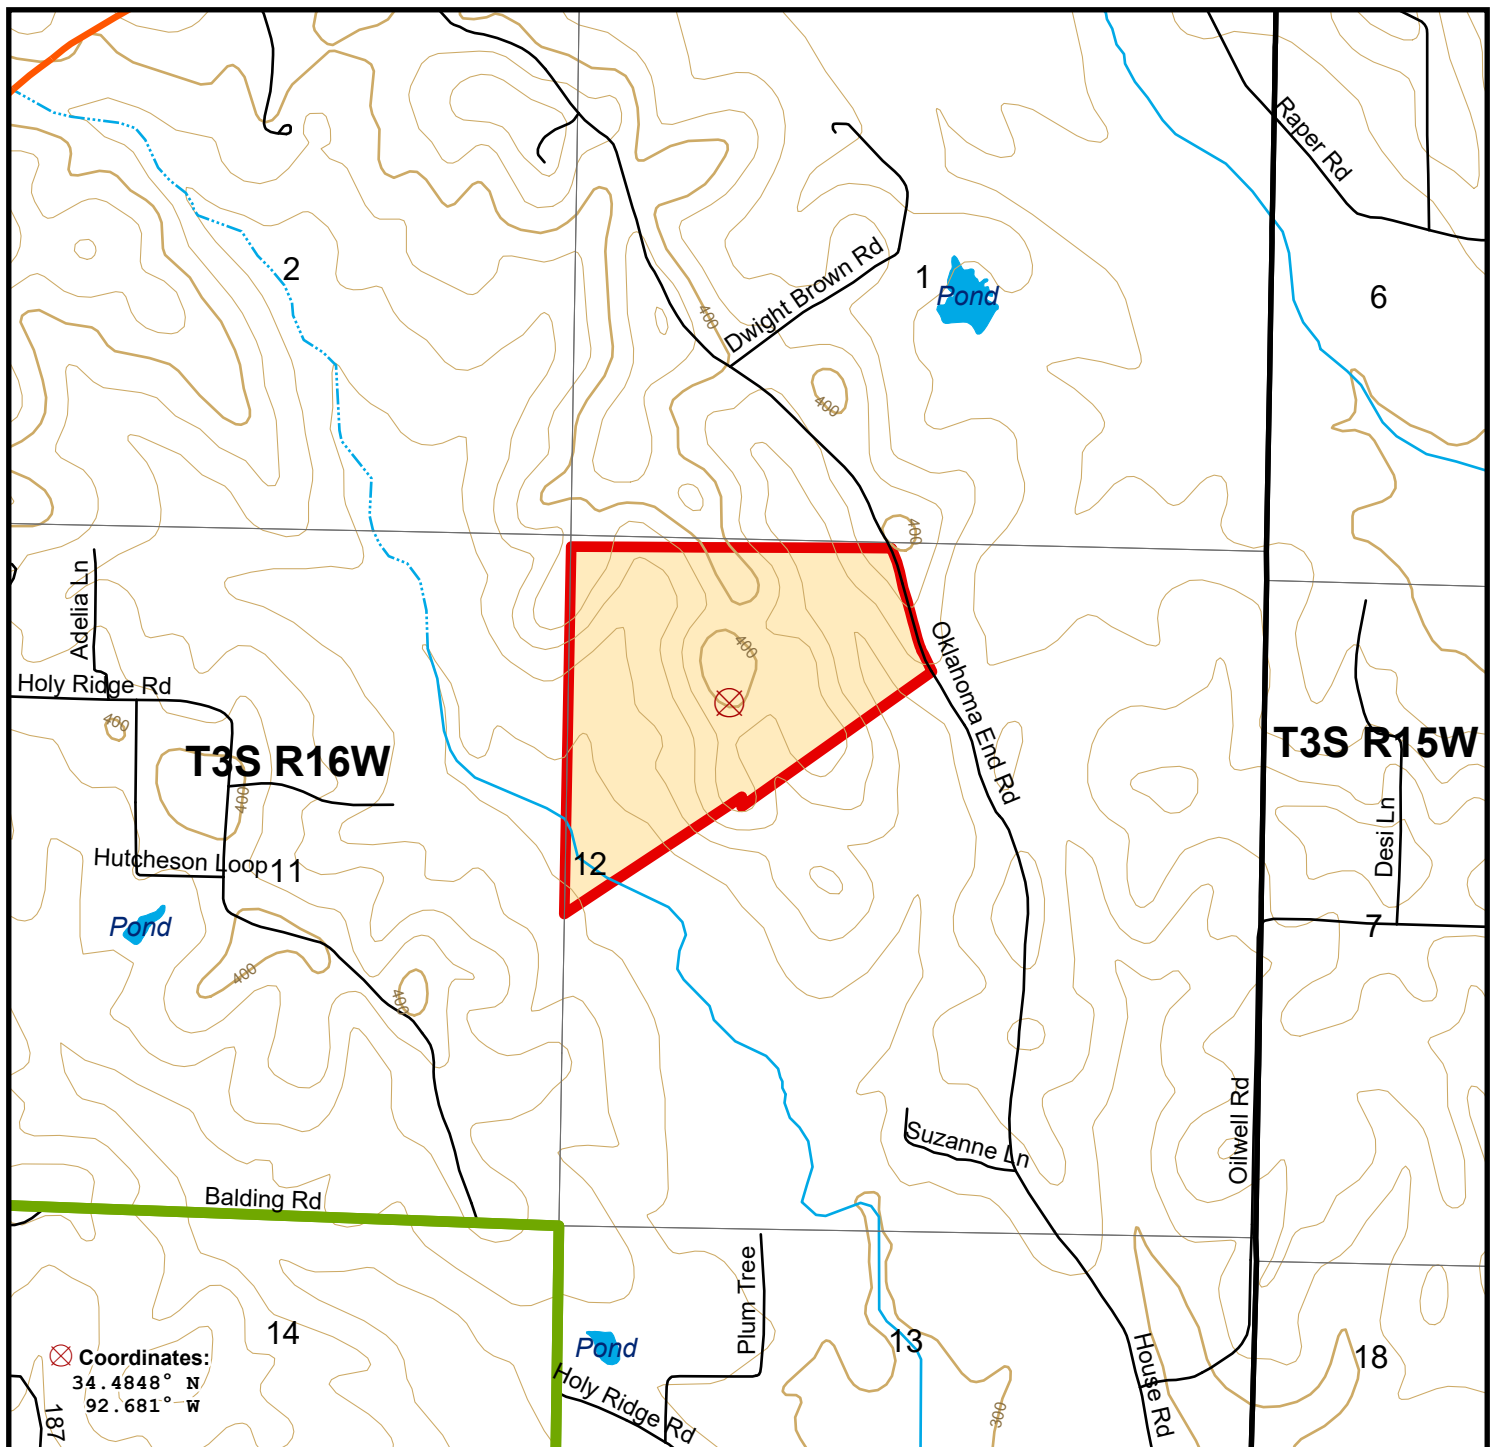 Raper Rd
2
Dwight Brown Rd
1
Pond
6
400
400
400
Adelia Ln
Holy Ridge Rd
400
400
Oklahoma End Rd
T3S R16W
T3S R15W
400
Desi Ln
Hutcheson Loop
11
12
Pond
7
400
400
Suzanne Ln
Oilwell Rd
Balding Rd
Plum Tree
14
13
Pond
18
House Rd
Holy Ridge Rd
300
Coordinates:
34.4848° N
92.681° W
187